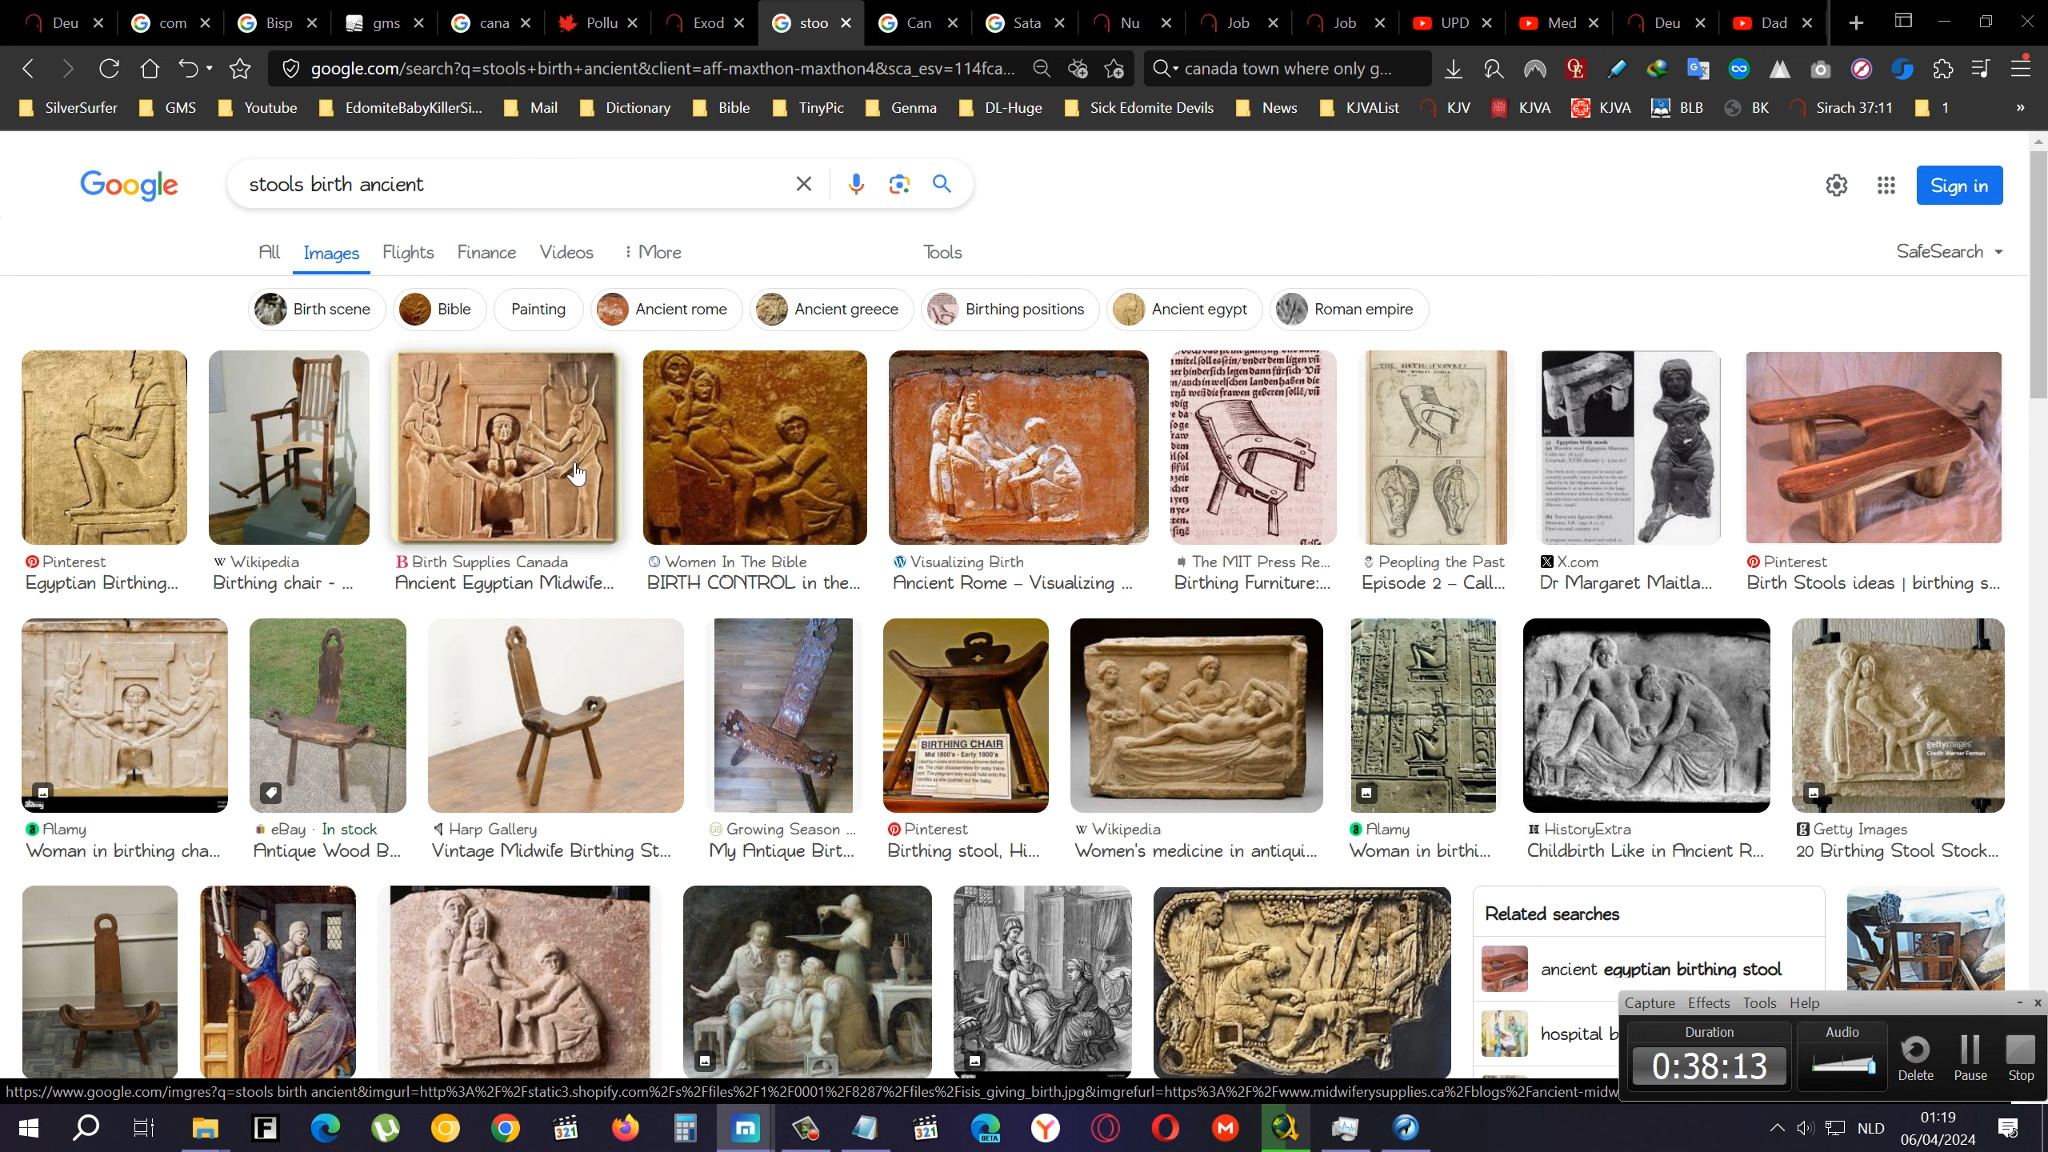 Deu
com
Bisp
gms
cana
Pollu
Exod
stoo
Can
Sata
Nu
Job
Job
UPD
Med
Deu
Dad
google.com/search?q=stools+birth+ancient&client=aff-maxthon-maxthon4&sca_esv=114fca...
canada town where only g...
SilverSurfer
GMS
Youtube
EdomiteBabyKillerSi...
Mail
Dictionary
Bible
TinyPic
Genma
DL-Huge
Sick Edomite Devils
News
KJVAList
KJV
KJVA
KJVA
BLB
BK
Sirach 37:11
1
»
Google
stools birth ancient
Sign in
All
Images
Flights
Finance
Videos
More
Tools
SafeSearch
Birth scene
Bible
Painting
Ancient rome
Ancient greece
Birthing positions
Ancient egypt
Roman empire
Pinterest
Egyptian Birthing...
Wikipedia
Birthing chair - ...
Birth Supplies Canada
Ancient Egyptian Midwife...
Women In The Bible
BIRTH CONTROL in the...
Visualizing Birth
Ancient Rome – Visualizing ...
The MIT Press Re...
Birthing Furniture:...
Peopling the Past
Episode 2 – Call...
X.com
Dr Margaret Maitla...
Pinterest
Birth Stools ideas | birthing s...
BIRTHING CHAIR
Mid 1800's - Early 1900's
gettyimages
Credit: Werner Forman
Alamy
Woman in birthing cha...
eBay · In stock
Antique Wood B...
Harp Gallery
Vintage Midwife Birthing St...
Growing Season ...
My Antique Birt...
Pinterest
Birthing stool, Hi...
Wikipedia
Women's medicine in antiqui...
Alamy
Woman in birthi...
HistoryExtra
Childbirth Like in Ancient R...
Getty Images
20 Birthing Stool Stock...
Related searches
ancient egyptian birthing stool
hospital b
Capture
Effects
Tools
Help
Duration
0:38:13
Audio
Delete
Pause
Stop
https://www.google.com/imgres?q=stools birth ancient&imgurl=http%3A%2F%2Fstatic3.shopify.com%2Fs%2Ffiles%2F1%2F0001%2F8287%2Ffiles%2Fisis_giving_birth.jpg&imgrefurl=https%3A%2F%2Fwww.midwiferysupplies.ca%2Fblogs%2Fancient-midw
321
321
BETA
NLD
01:19
06/04/2024